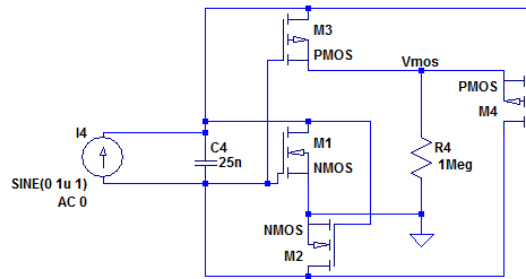 M3
PMOS
Vmos
PMOS
M4
I4
C4
25n
M1
NMOS
R4
1Meg
SINE(0 1u 1)
AC 0
NMOS
M2